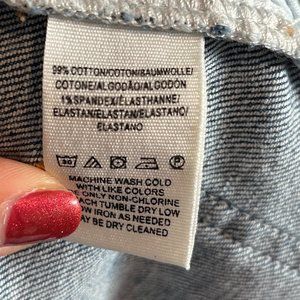 99% COTTON/COTON/BAUMWOLLE/
COTONE/ALGODÃO/ALGODÓN
1% SPANDEX/ÉLASTHANNE/
ELASTAN/ELASTAN/ELASTANO/
ELASTANO
MACHINE WASH COLD
WITH LIKE COLORS
ONLY NON-CHLORINE
TUMBLE DRY LOW
IRON AS NEEDED
BE DRY CLEANED